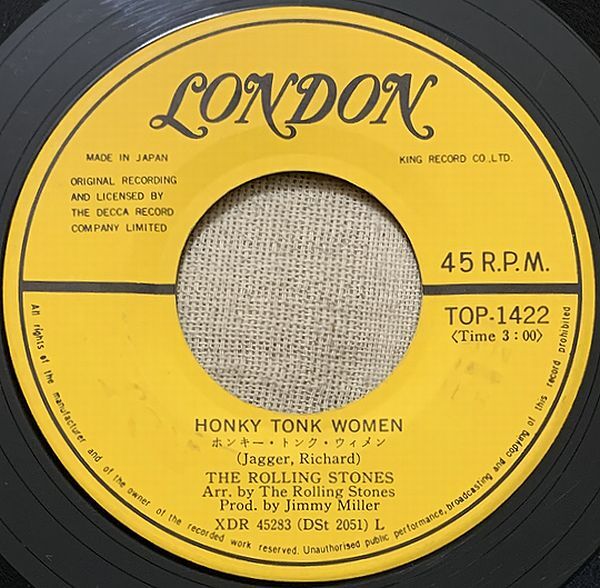 LONDON
MADE IN JAPAN
KING RECORD CO.,LTD.
ORIGINAL RECORDING
AND LICENSED BY
THE DECCA RECORD
COMPANY LIMITED
45 R.P.M.
TOP-1422
〈Time 3:00〉
HONKY TONK WOMEN
ホンキー・トンク・ウィメン
(Jagger, Richard)
THE ROLLING STONES
Arr. by The Rolling Stones
Prod. by Jimmy Miller
XDR 45283 (DSt 2051) L
All rights of the manufacturer and of the owner of the recorded work reserved. Unauthorised public performance, broadcasting and copying of this record prohibited